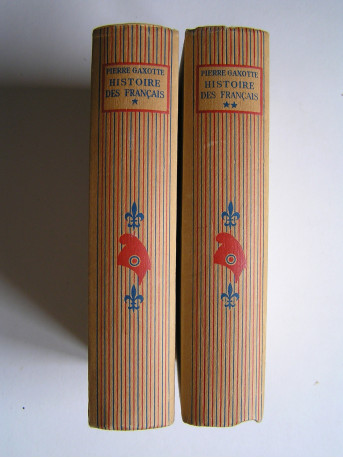 PIERRE GAXOTTE
HISTOIRE
DES FRANÇAIS
★
PIERRE GAXOTTE
HISTOIRE
DES FRANÇAIS
★★